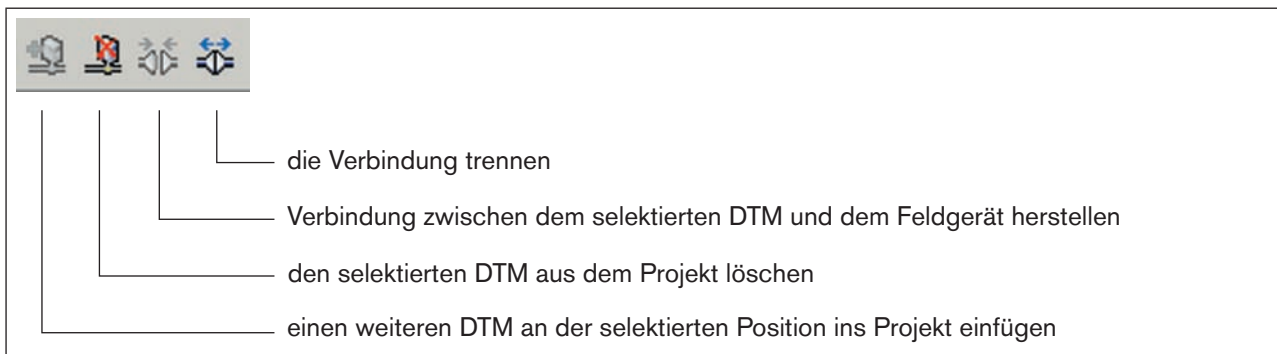 die Verbindung trennen
Verbindung zwischen dem selektierten DTM und dem Feldgerät herstellen
den selektierten DTM aus dem Projekt löschen
einen weiteren DTM an der selektierten Position ins Projekt einfügen